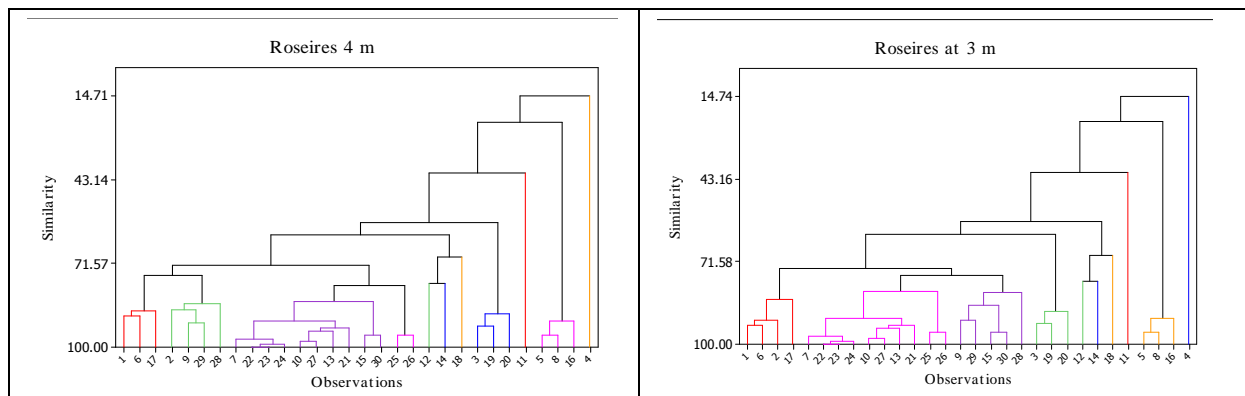 Roseires 4 m
14.71
43.14
71.57
100.00
Similarity
1 6 17 2 9 29 28 7 22 23 24 10 27 13 21 15 30 25 26 12 14 18 3 19 20 11 5 8 16 4
Observations
Roseires at 3 m
14.74
43.16
71.58
100.00
Similarity
1 6 2 17 7 22 23 24 10 27 13 21 25 26 9 29 15 30 28 3 19 20 12 14 18 11 5 8 16 4
Observations